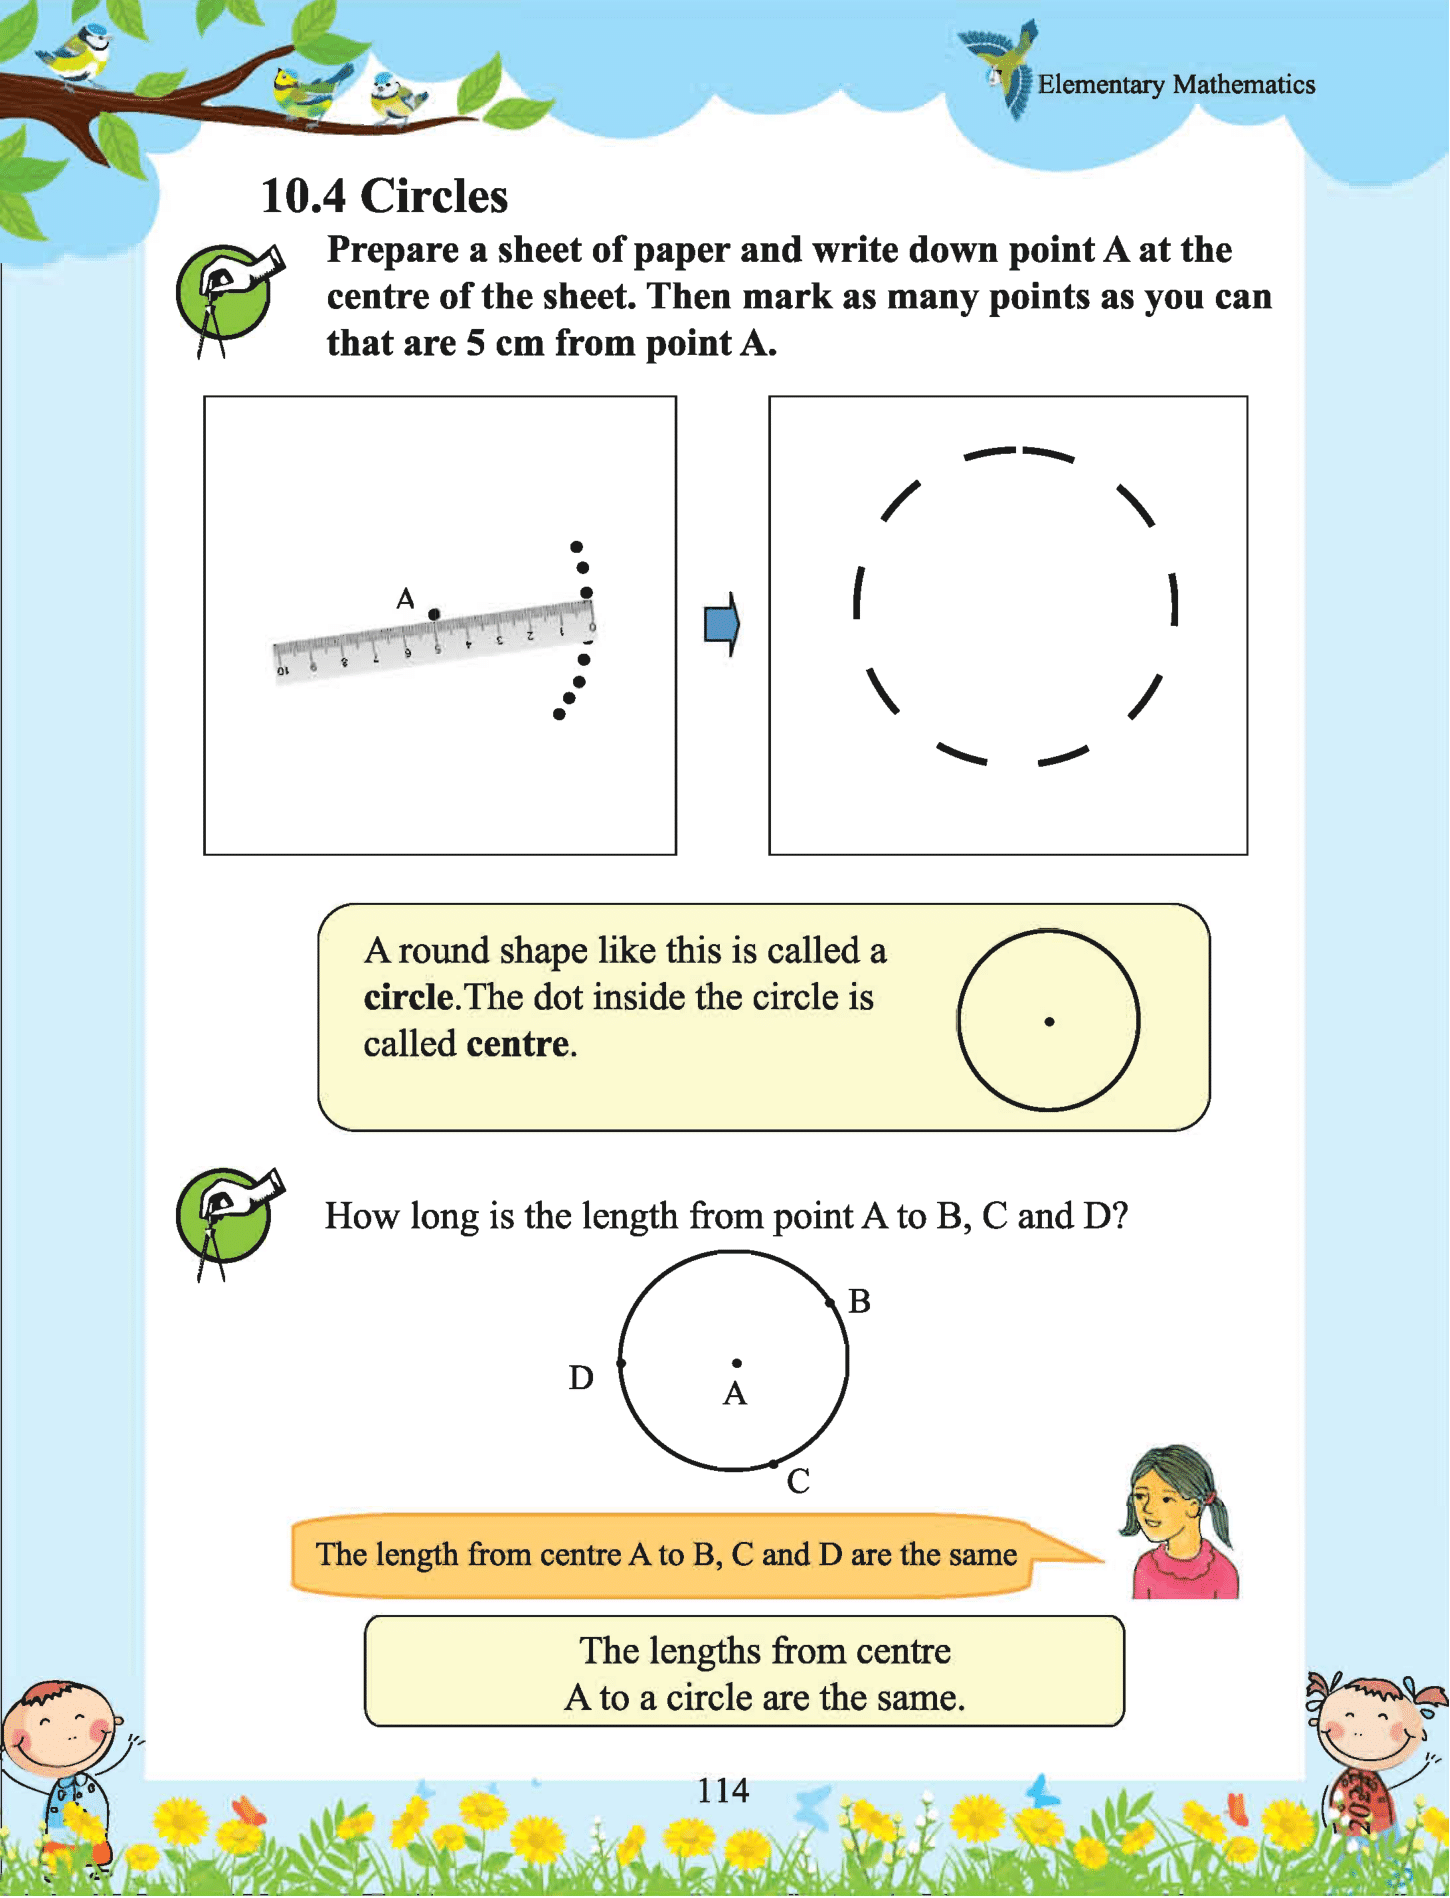 Elementary Mathematics
10.4 Circles
Prepare a sheet of paper and write down point A at the
centre of the sheet. Then mark as many points as you can
that are 5 cm from point A.
A
10 9 8 7 6 5 4 3 2 1 0
A round shape like this is called a
circle.The dot inside the circle is
called centre.
How long is the length from point A to B, C and D?
B
D
A
C
The length from centre A to B, C and D are the same
The lengths from centre
A to a circle are the same.
114